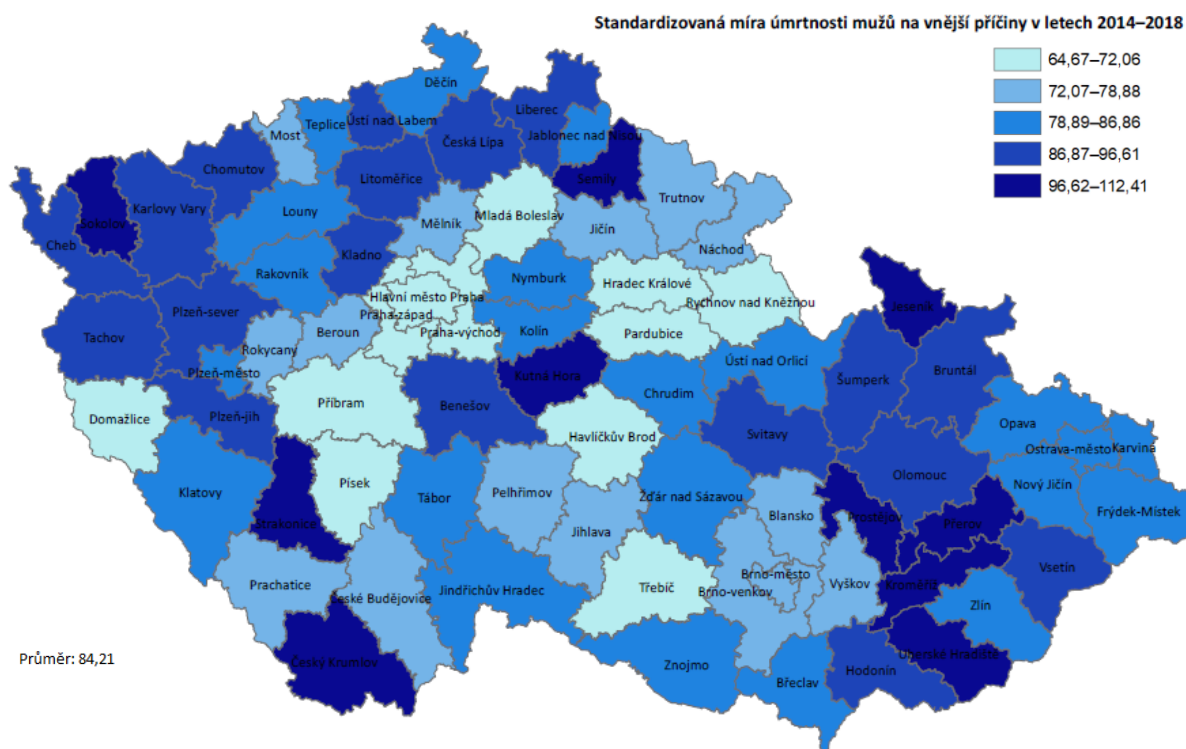 Standardizovaná míra úmrtnosti mužů na vnější příčiny v letech 2014–2018
64,67–72,06
72,07–78,88
78,89–86,86
86,87–96,61
96,62–112,41
Děčín
Liberec
Teplice
Ústí nad Labem
Most
Jablonec nad Nisou
Česká Lípa
Chomutov
Litoměřice
Semily
Trutnov
Karlovy Vary
Sokolov
Louny
Mladá Boleslav
Mělník
Jičín
Cheb
Náchod
Kladno
Rakovník
Nymburk
Hradec Králové
Hlavní město Praha
Rychnov nad Kněžnou
Jeseník
Plzeň-sever
Praha-západ
Beroun
Praha-východ
Kolín
Pardubice
Tachov
Rokycany
Ústí nad Orlicí
Bruntál
Plzeň-město
Kutná Hora
Šumperk
Chrudim
Příbram
Benešov
Domažlice
Plzeň-jih
Opava
Havlíčkův Brod
Svitavy
Ostrava-město
Karviná
Olomouc
Písek
Klatovy
Tábor
Pelhřimov
Žďár nad Sázavou
Nový Jičín
Frýdek-Místek
Blansko
Prostějov
Přerov
Strakonice
Jihlava
Vsetín
Brno-město
Prachatice
Vyškov
Kroměříž
Třebíč
Brno-venkov
Jindřichův Hradec
České Budějovice
Zlín
Uherské Hradiště
Průměr: 84,21
Český Krumlov
Znojmo
Hodonín
Břeclav